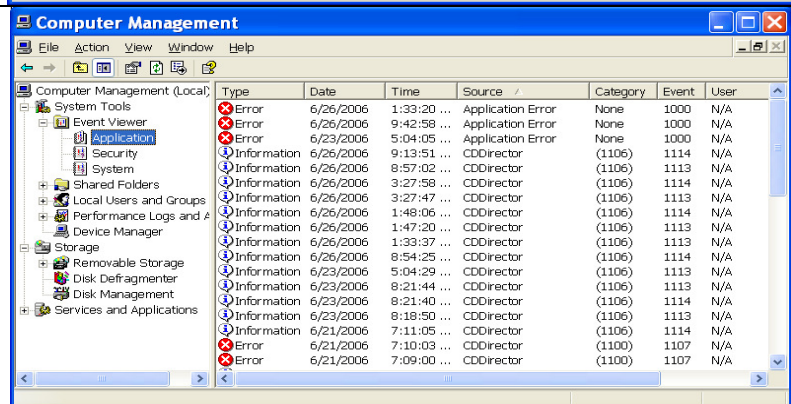 Computer Management
File Action View Window Help
Computer Management (Local)
System Tools
Event Viewer
Application
Security
System
Shared Folders
Local Users and Groups
Performance Logs and A
Device Manager
Storage
Removable Storage
Disk Defragmenter
Disk Management
Services and Applications
Type Date Time Source Category Event User
Error 6/26/2006 1:33:20 ... Application Error None 1000 N/A
Error 6/26/2006 9:42:58 ... Application Error None 1000 N/A
Error 6/23/2006 5:04:05 ... Application Error None 1000 N/A
Information 6/26/2006 9:13:51 ... CDDirector (1106) 1114 N/A
Information 6/26/2006 8:57:02 ... CDDirector (1106) 1113 N/A
Information 6/26/2006 3:27:58 ... CDDirector (1106) 1114 N/A
Information 6/26/2006 3:27:47 ... CDDirector (1106) 1113 N/A
Information 6/26/2006 1:48:06 ... CDDirector (1106) 1114 N/A
Information 6/26/2006 1:47:20 ... CDDirector (1106) 1113 N/A
Information 6/26/2006 1:33:37 ... CDDirector (1106) 1113 N/A
Information 6/26/2006 8:54:25 ... CDDirector (1106) 1114 N/A
Information 6/23/2006 5:04:29 ... CDDirector (1106) 1113 N/A
Information 6/23/2006 8:21:44 ... CDDirector (1106) 1113 N/A
Information 6/23/2006 8:21:40 ... CDDirector (1106) 1114 N/A
Information 6/23/2006 8:18:50 ... CDDirector (1106) 1113 N/A
Information 6/21/2006 7:11:05 ... CDDirector (1106) 1114 N/A
Error 6/21/2006 7:10:03 ... CDDirector (1100) 1107 N/A
Error 6/21/2006 7:09:00 ... CDDirector (1100) 1107 N/A